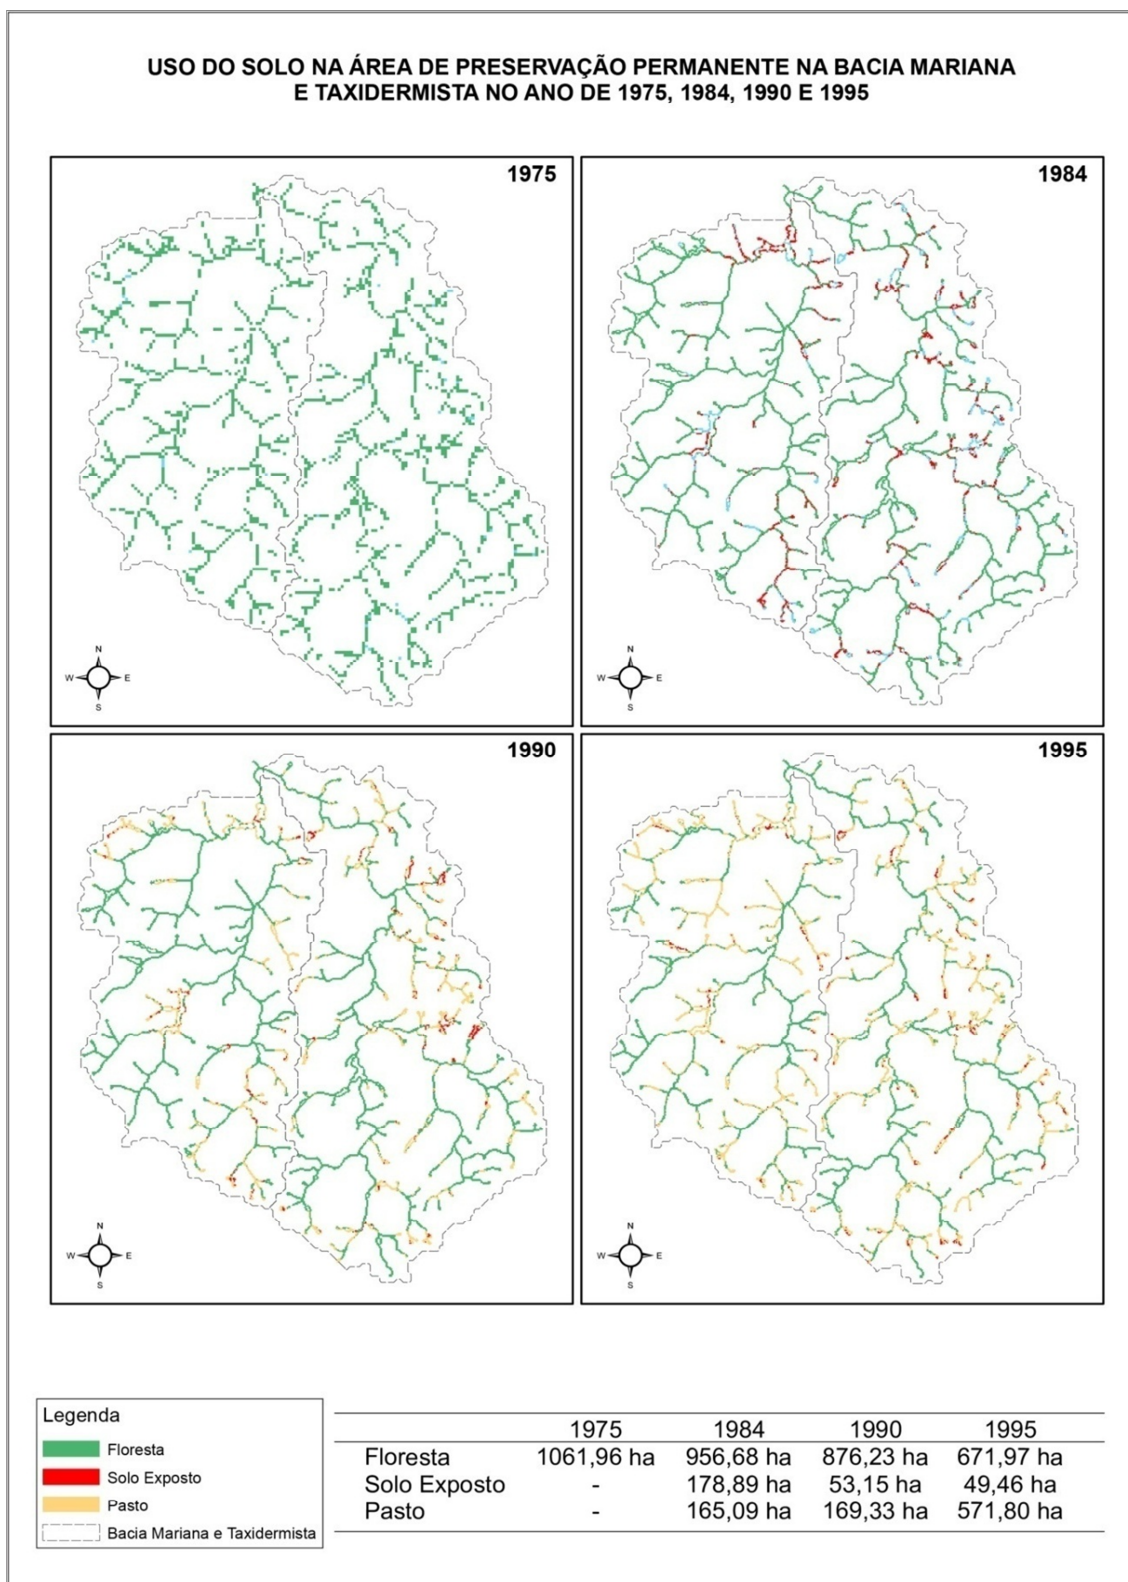 USO DO SOLO NA ÁREA DE PRESERVAÇÃO PERMANENTE NA BACIA MARIANA
E TAXIDERMISTA NO ANO DE 1975, 1984, 1990 E 1995
1975
N
W E
S
1984
N
W E
S
1990
N
W E
S
1995
N
W E
S
Legenda
Floresta
Solo Exposto
Pasto
Bacia Mariana e Taxidermista
1975 1984 1990 1995
Floresta 1061,96 ha 956,68 ha 876,23 ha 671,97 ha
Solo Exposto - 178,89 ha 53,15 ha 49,46 ha
Pasto - 165,09 ha 169,33 ha 571,80 ha